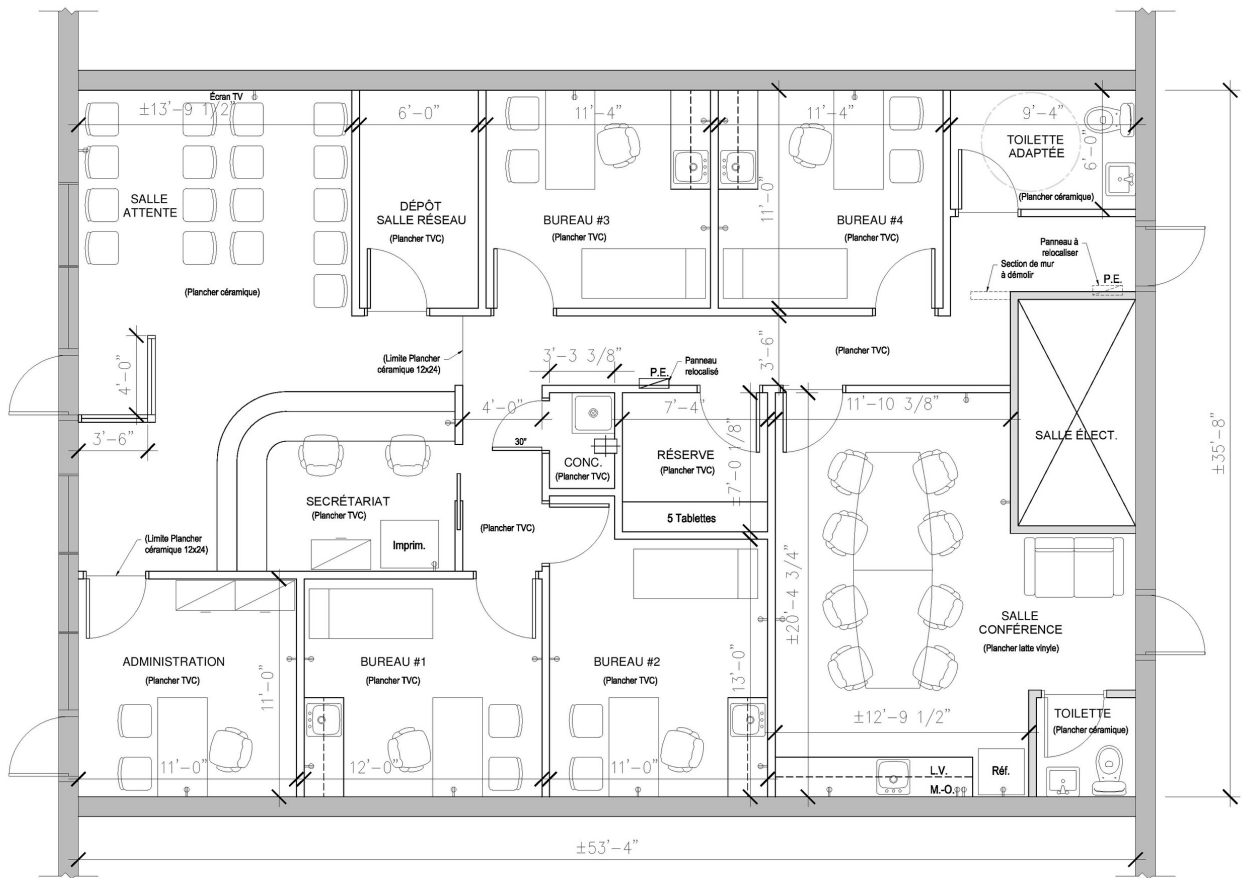 Écran TV
±13'-9 1/2"
6'-0"
11'-4"
11'-4"
9'-4"
6'-0"
TOILETTE
ADAPTÉE
(Plancher céramique)
SALLE
ATTENTE
DÉPÔT
SALLE RÉSEAU
(Plancher TVC)
BUREAU #3
(Plancher TVC)
11'-0"
BUREAU #4
(Plancher TVC)
(Plancher céramique)
Panneau à
relocaliser
Section de mur
à démolir
P.E.
4'-0"
3'-6"
(Limite Plancher
céramique 12x24)
3'-3 3/8"
P.E.
Panneau
relocalisé
3'-6"
(Plancher TVC)
4'-0"
7'-4"
11'-10 3/8"
±35'-8"
30"
CONC.
(Plancher TVC)
RÉSERVE
(Plancher TVC)
±7'-0 1/8"
SALLE ÉLECT.
SECRÉTARIAT
(Plancher TVC)
(Plancher TVC)
5 Tablettes
Imprim.
(Limite Plancher
céramique 12x24)
±20'-4 3/4"
SALLE
CONFÉRENCE
(Plancher latte vinyle)
ADMINISTRATION
(Plancher TVC)
11'-0"
BUREAU #1
(Plancher TVC)
BUREAU #2
(Plancher TVC)
13'-0"
±12'-9 1/2"
TOILETTE
(Plancher céramique)
11'-0"
12'-0"
11'-0"
L.V.
M.-O.
Réf.
±53'-4"